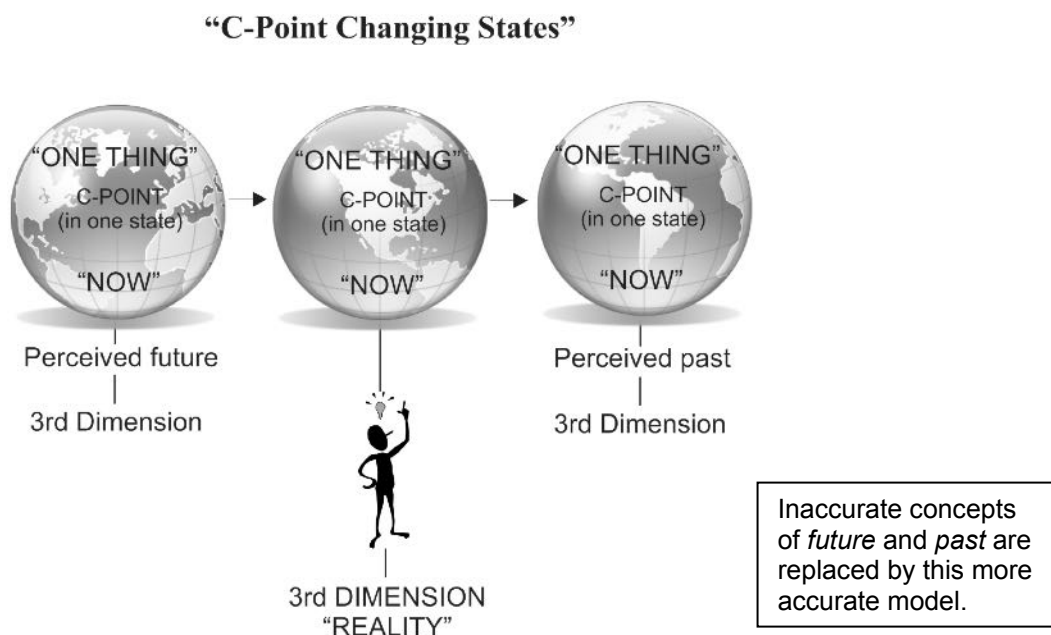 “C-Point Changing States”
“ONE THING”
C-POINT
(in one state)
“NOW”
Perceived future
3rd Dimension
“ONE THING”
C-POINT
(in one state)
“NOW”
3rd DIMENSION
“REALITY”
“ONE THING”
C-POINT
(in one state)
“NOW”
Perceived past
3rd Dimension
Inaccurate concepts
of future and past are
replaced by this more
accurate model.